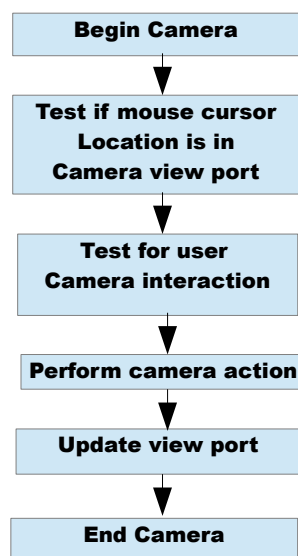 Begin Camera
Test if mouse cursor
Location is in
Camera view port
Test for user
Camera interaction
Perform camera action
Update view port
End Camera